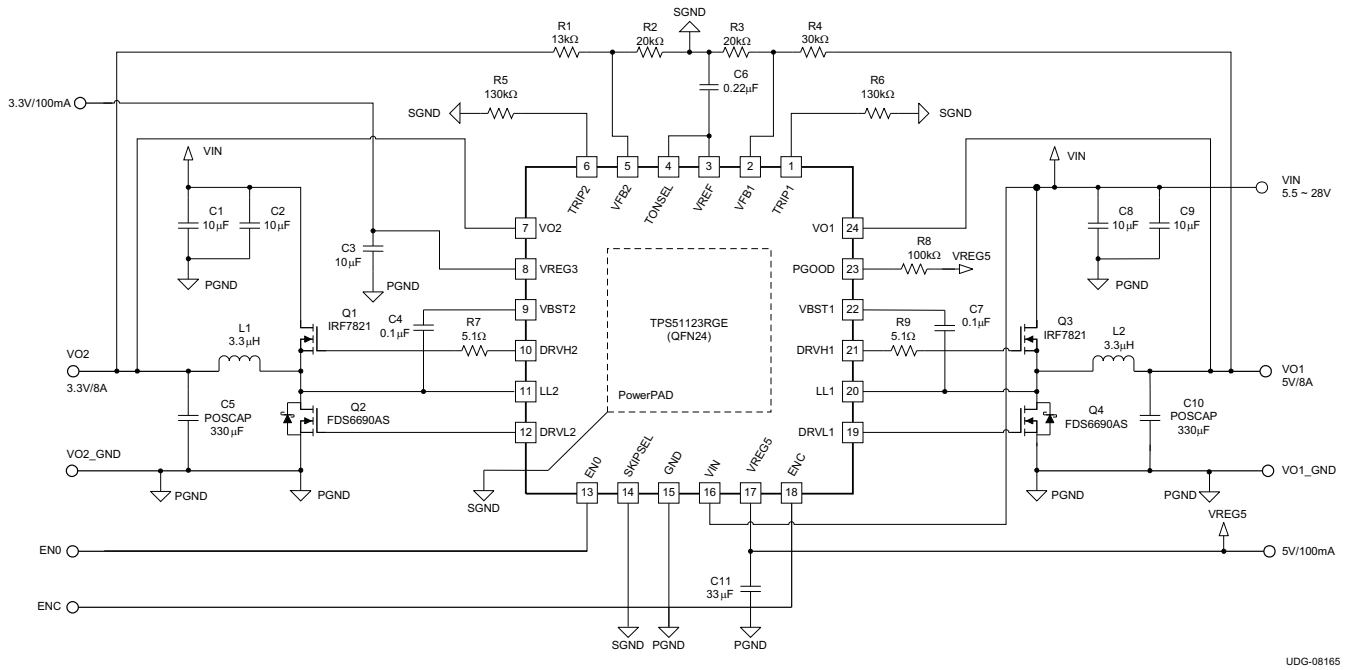 SGND
R1
13kΩ
R2
20kΩ
R3
20kΩ
R4
30kΩ
C6
0.22μF
R5
130kΩ
R6
130kΩ
3.3V/100mA
SGND
SGND
VIN
VIN
VIN
5.5 ~ 28V
6
5
4
3
2
1
TRIP2
VFB2
TONSEL
VREF
VFB1
TRIP1
C1
10μF
C2
10μF
C3
10μF
PGND
PGND
7
VO2
8
VREG3
9
VBST2
10
DRVH2
11
LL2
12
DRVL2
VO1
24
PGOOD
23
VBST1
22
DRVH1
21
LL1
20
DRVL1
19
R8
100kΩ
VREG5
C8
10μF
C9
10μF
PGND
Q1
IRF7821
C4
0.1μF
R7
5.1Ω
TPS51123RGE
(QFN24)
PowerPAD
C7
0.1μF
R9
5.1Ω
Q3
IRF7821
L1
3.3μH
L2
3.3μH
VO2
3.3V/8A
VO1
5V/8A
C5
POSCAP
330μF
Q2
FDS6690AS
Q4
FDS6690AS
C10
POSCAP
330μF
VO2_GND
PGND
PGND
SGND
EN0
SKIPSEL
GND
VIN
VREG5
ENC
13
14
15
16
17
18
PGND
PGND
VO1_GND
VREG5
EN0
5V/100mA
C11
33μF
ENC
SGND
PGND
PGND
UDG-08165